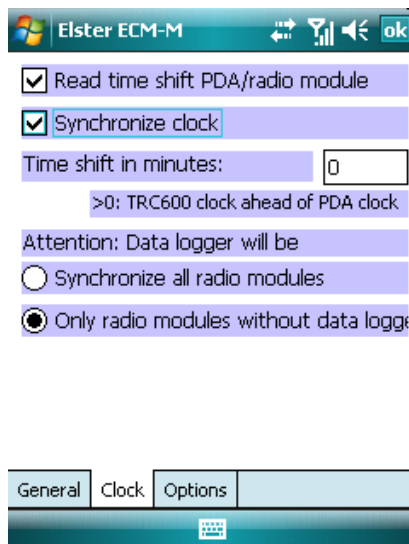 Elster ECM-M ok
Read time shift PDA/radio module
Synchronize clock
Time shift in minutes: 0
>0: TRC600 clock ahead of PDA clock
Attention: Data logger will be
Synchronize all radio modules
Only radio modules without data logge
General Clock Options